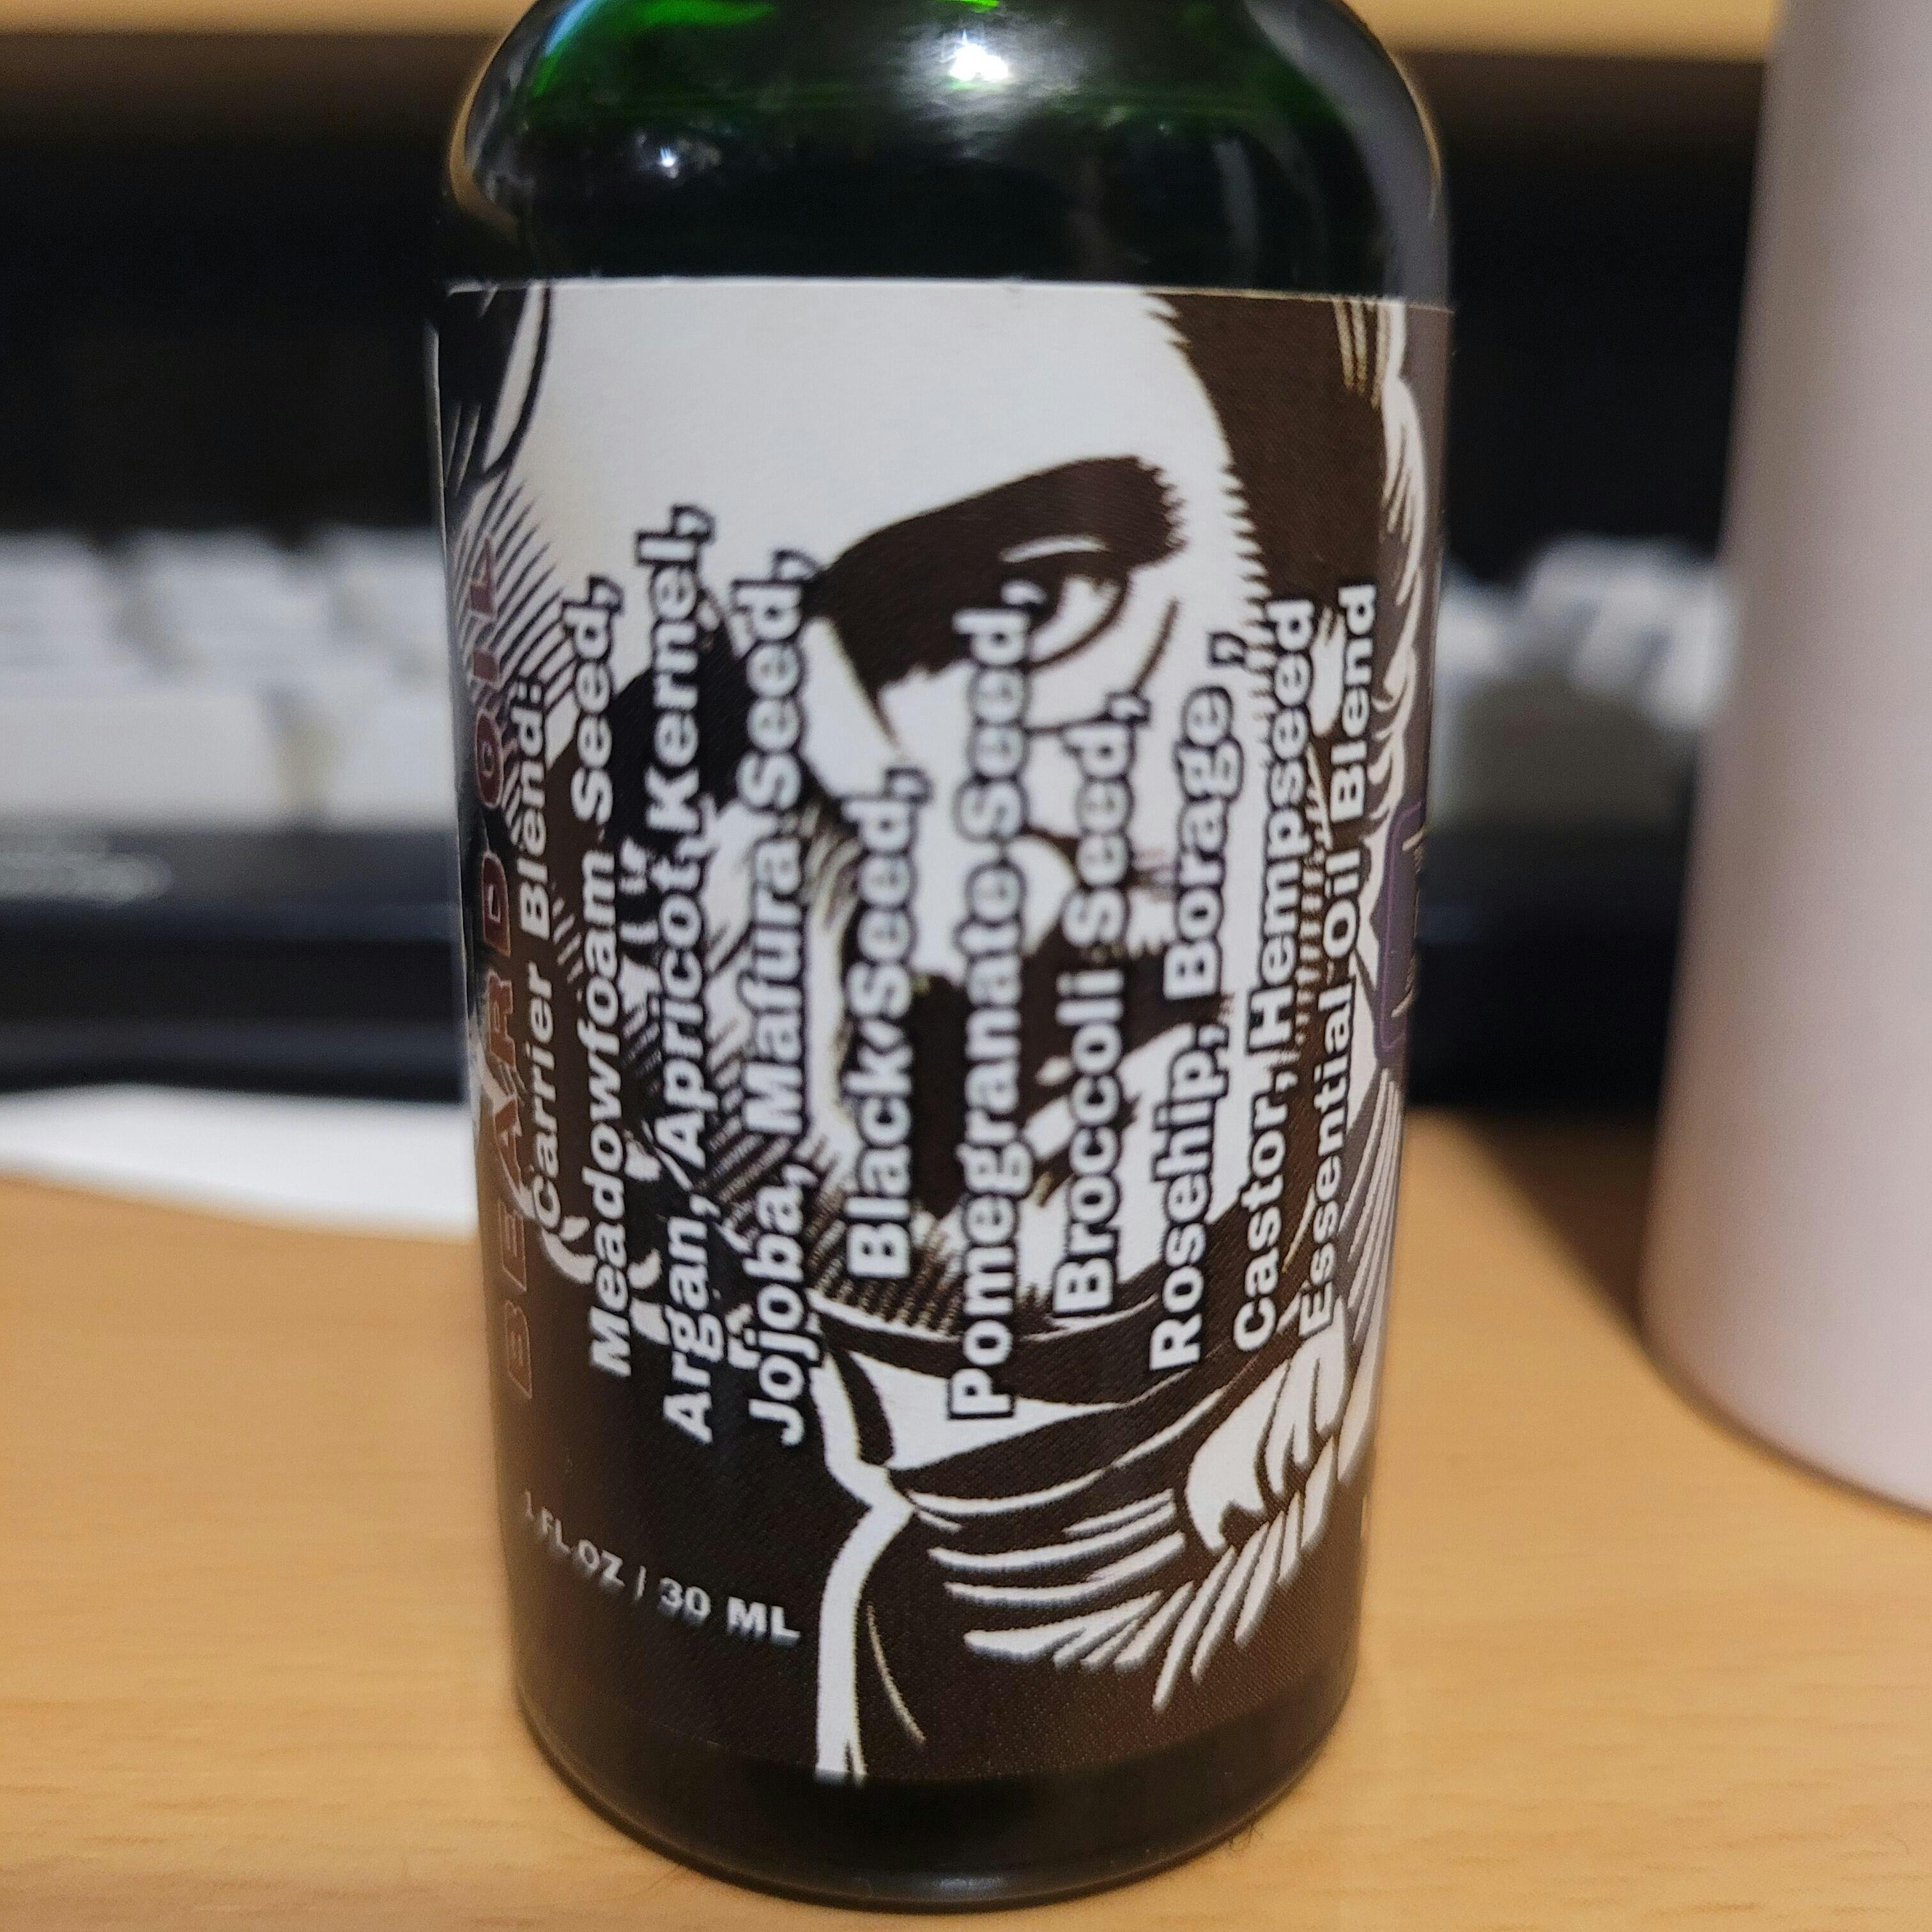 BEARD OIL
Carrier Blend:
Meadowfoam Seed,
Argan, Apricot Kernel,
Jojoba, Mafura Seed,
Black Seed,
Pomegranate Seed,
Broccoli Seed,
Rosehip, Borage,
Castor, Hempseed
Essential Oil Blend
1 FL OZ | 30 ML